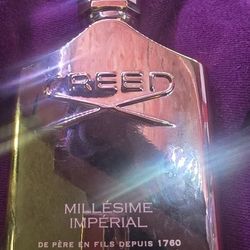 CREED
MILLÉSIME
IMPÉRIAL
DE PÈRE EN FILS DEPUIS 1760